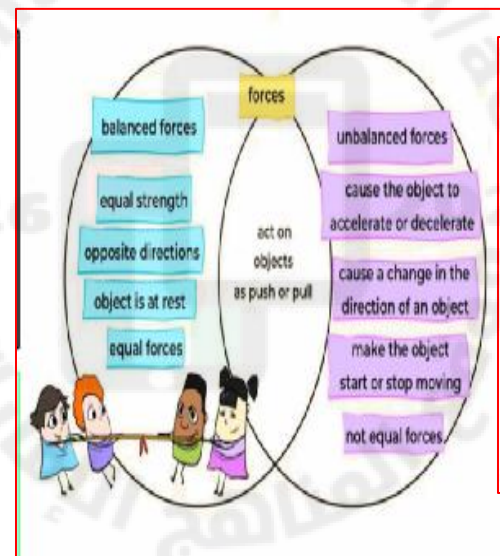 forces
balanced forces
equal strength
opposite directions
object is at rest
equal forces
act on
objects
as push or pull
unbalanced forces
cause the object to
accelerate or decelerate
cause a change in the
direction of an object
make the object
start or stop moving
not equal forces